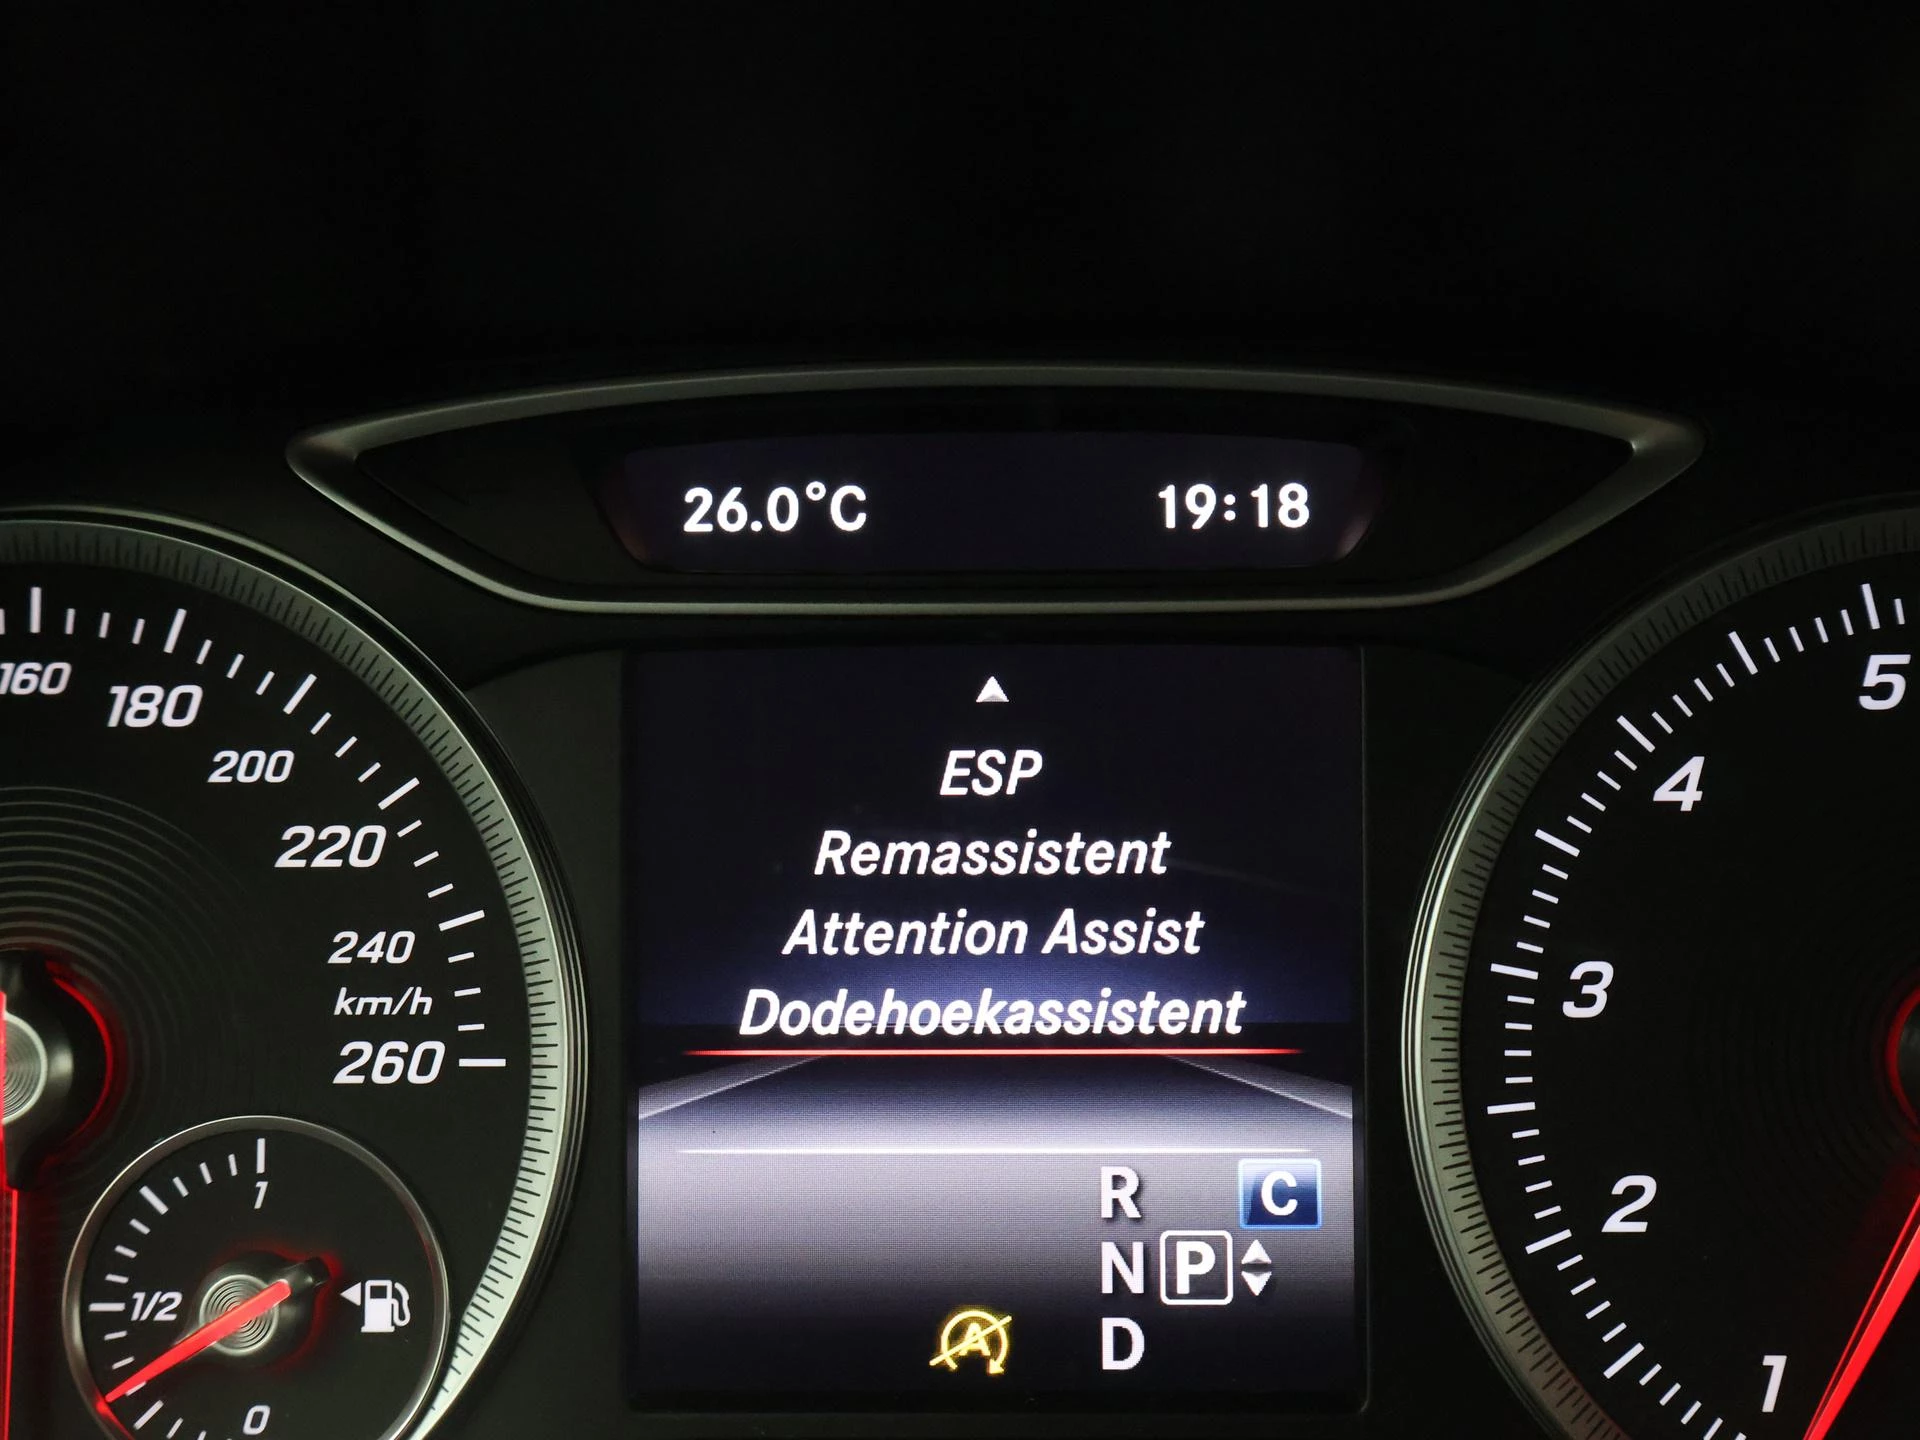 26.0°C 19:18
160
180
200
220
240
km/h
260
1
1/2
0
ESP
Remassistent
Attention Assist
Dodehoekassistent
R C
N P
D
A
5
4
3
2
1